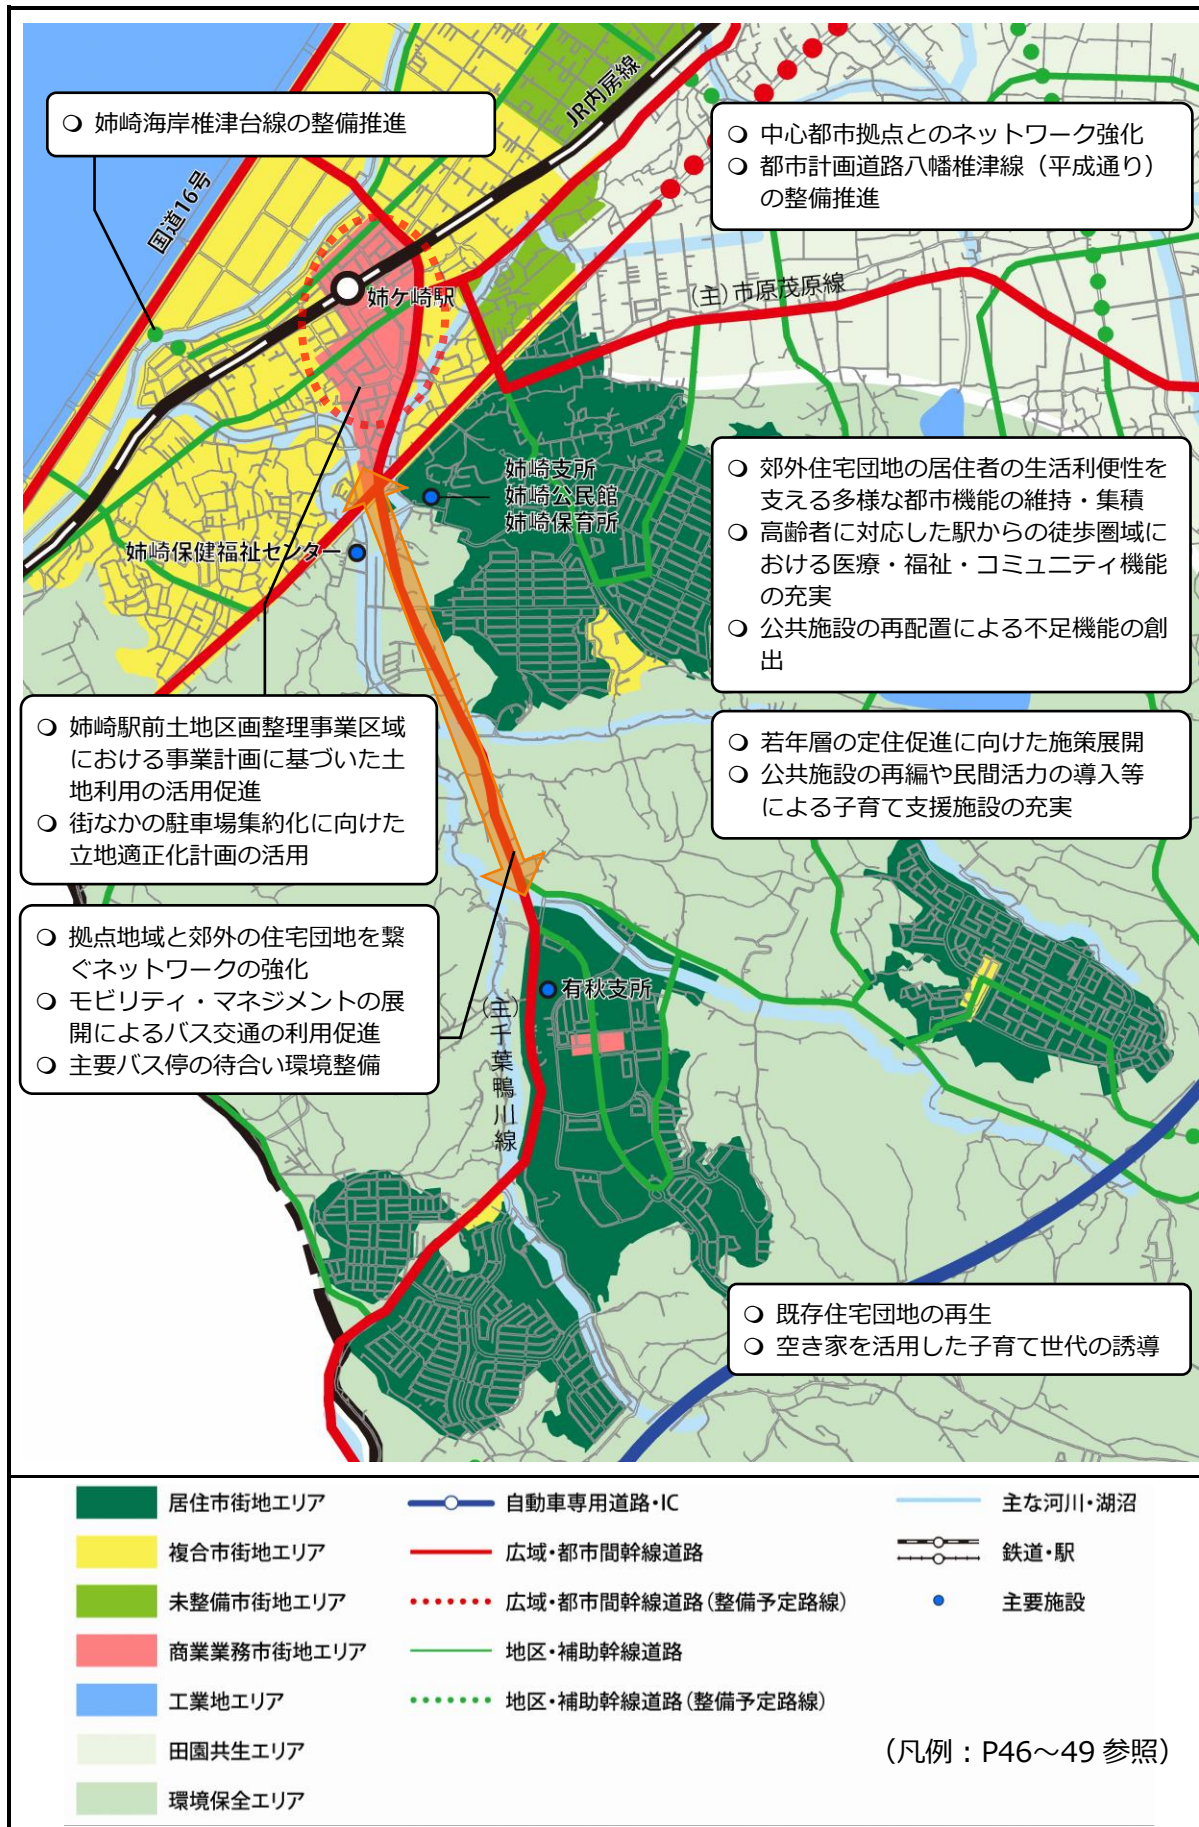 ○ 姉崎海岸椎津台線の整備推進
○ 中心都市拠点とのネットワーク強化
○ 都市計画道路八幡椎津線（平成通り）
の整備推進
JR内房線
国道16号
姉ケ崎駅
(主)市原茂原線
姉崎支所
姉崎公民館
姉崎保育所
姉崎保健福祉センター
○ 郊外住宅団地の居住者の生活利便性を
支える多様な都市機能の維持・集積
○ 高齢者に対応した駅からの徒歩圏域に
おける医療・福祉・コミュニティ機能
の充実
○ 公共施設の再配置による不足機能の創
出
○ 姉崎駅前土地区画整理事業区域
における事業計画に基づいた土
地利用の活用促進
○ 街なかの駐車場集約化に向けた
立地適正化計画の活用
○ 若年層の定住促進に向けた施策展開
○ 公共施設の再編や民間活力の導入等
による子育て支援施設の充実
○ 拠点地域と郊外の住宅団地を繋
ぐネットワークの強化
○ モビリティ・マネジメントの展
開によるバス交通の利用促進
○ 主要バス停の待合い環境整備
有秋支所
(主)千葉鴨川線
○ 既存住宅団地の再生
○ 空き家を活用した子育て世代の誘導
居住市街地エリア
複合市街地エリア
未整備市街地エリア
商業業務市街地エリア
工業地エリア
田園共生エリア
環境保全エリア
自動車専用道路・IC
広域・都市間幹線道路
広域・都市間幹線道路(整備予定路線)
地区・補助幹線道路
地区・補助幹線道路(整備予定路線)
主な河川・湖沼
鉄道・駅
主要施設
（凡例：P46～49 参照）